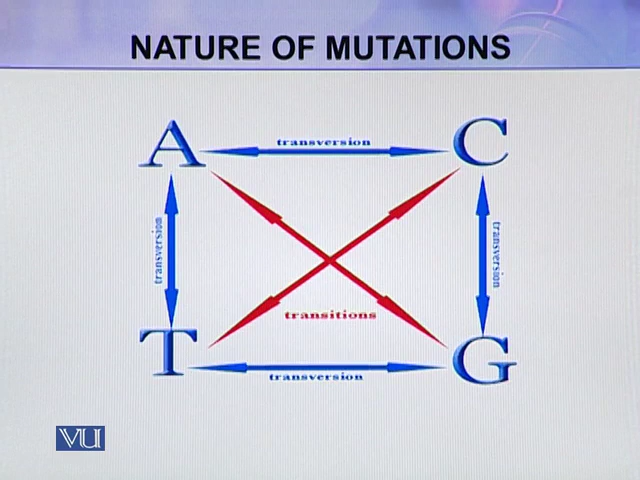 NATURE OF MUTATIONS
A transversion C
transversion
transversion
transitions
T G
transversion
VU